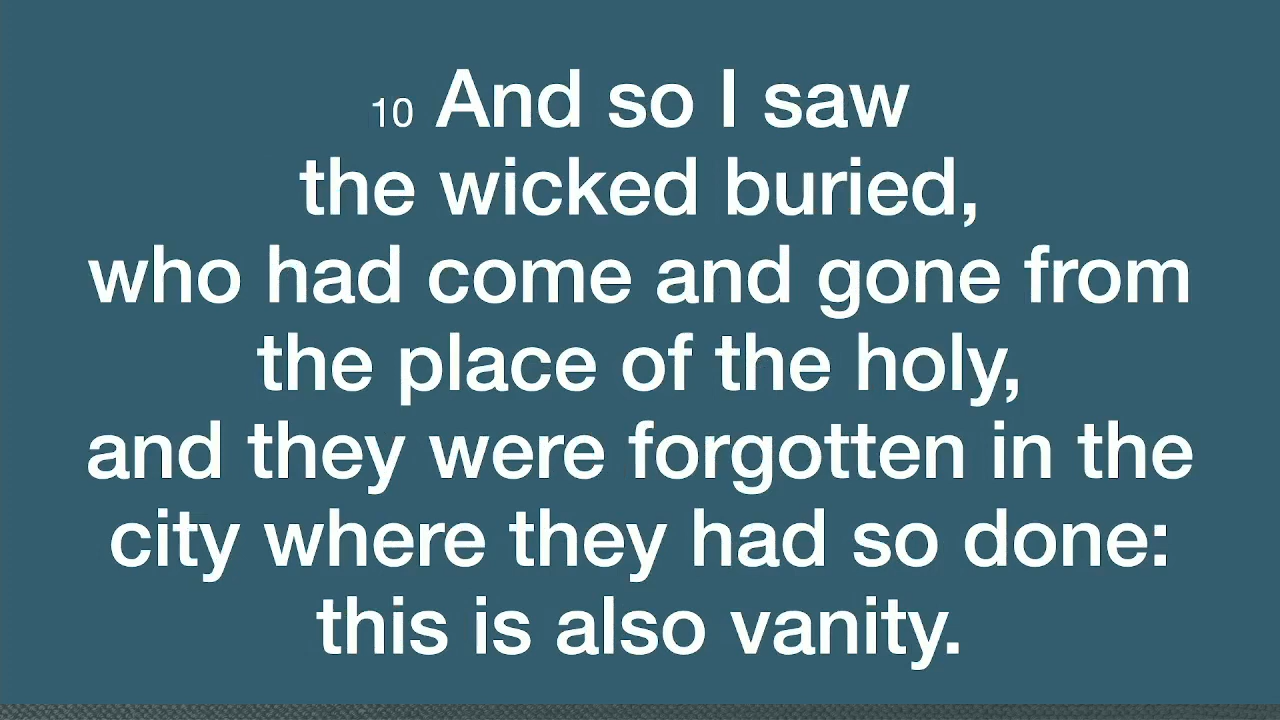 10 And so I saw
the wicked buried,
who had come and gone from
the place of the holy,
and they were forgotten in the
city where they had so done:
this is also vanity.